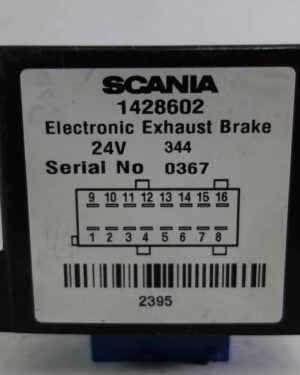 SCANIA
1428602
Electronic Exhaust Brake
24V 344
Serial No 0367
9 10 11 12 13 14 15 16
1 2 3 4 5 6 7 8
2395